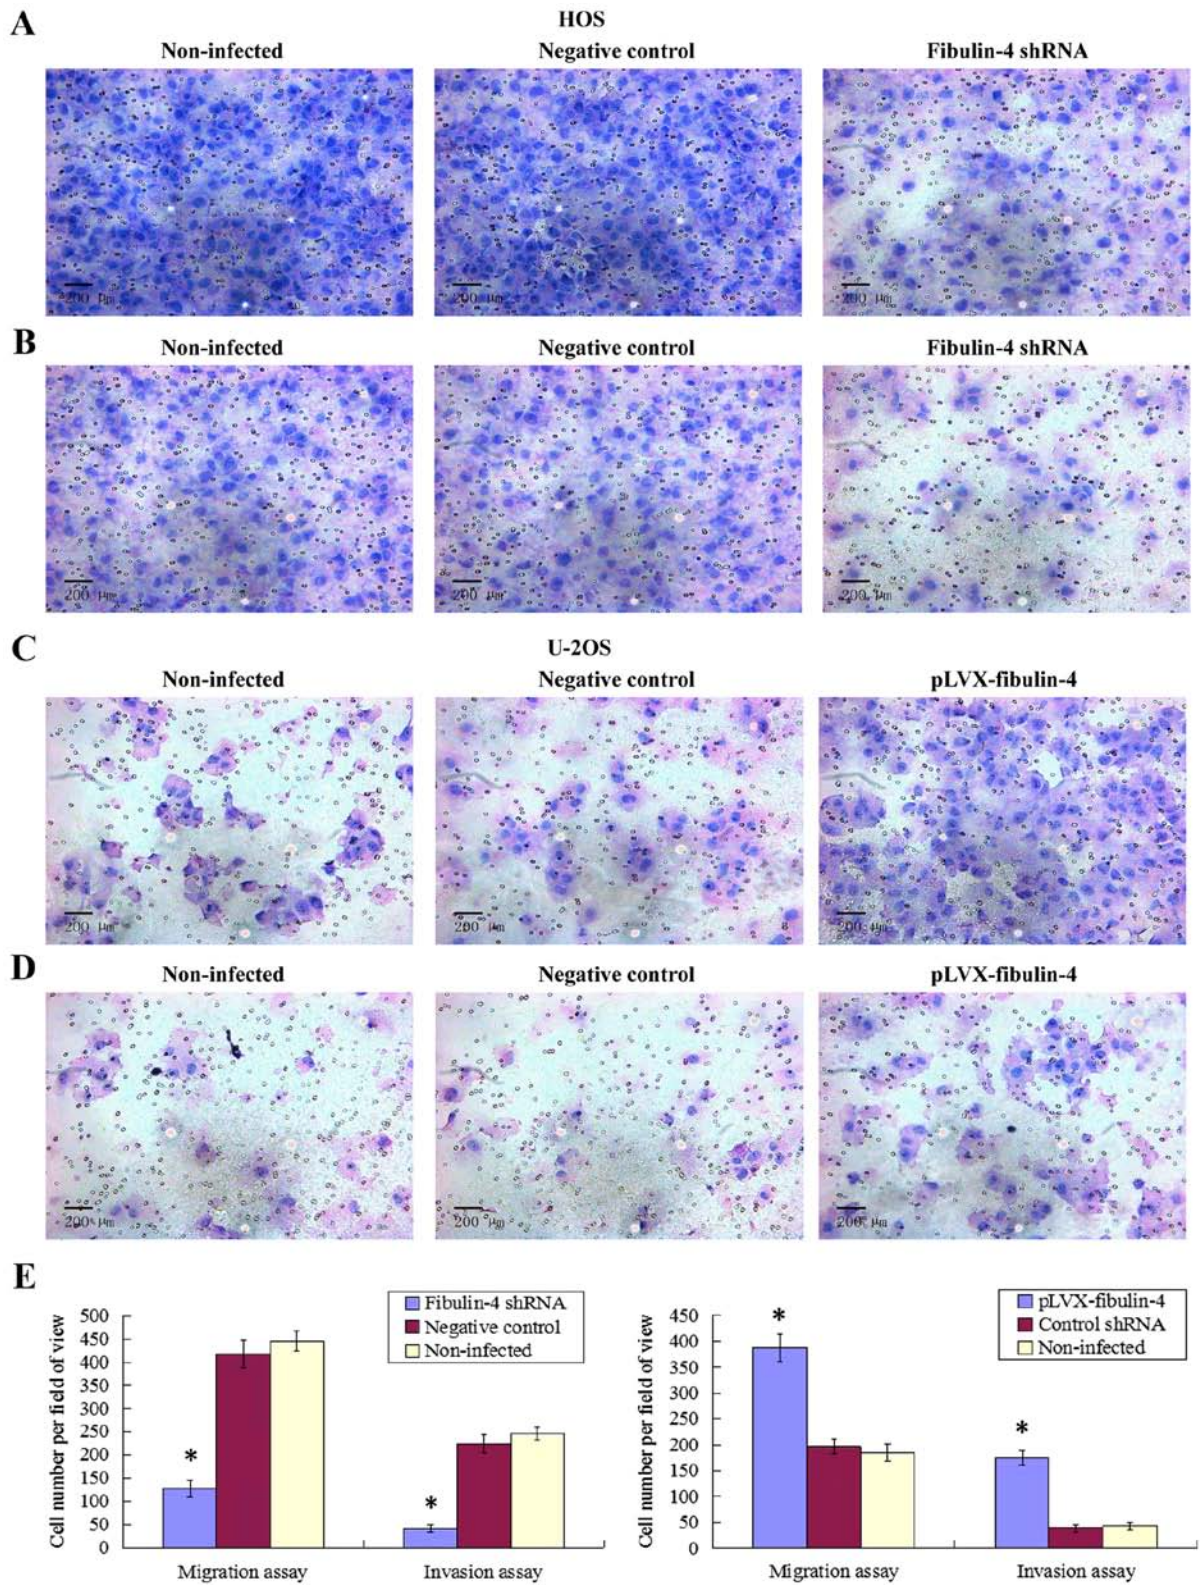 A
HOS
Non-infected Negative control Fibulin-4 shRNA
200 μm 200 μm 200 μm
B
Non-infected Negative control Fibulin-4 shRNA
200 μm 200 μm 200 μm
C
U-2OS
Non-infected Negative control pLVX-fibulin-4
200 μm 200 μm 200 μm
D
Non-infected Negative control pLVX-fibulin-4
200 μm 200 μm 200 μm
E
Cell number per field of view
500
450
400
350
300
250
200
150
100
50
0
Fibulin-4 shRNA
Negative control
Non-infected
*
*
Migration assay Invasion assay
Cell number per field of view
450
400
350
300
250
200
150
100
50
0
pLVX-fibulin-4
Control shRNA
Non-infected
*
*
Migration assay Invasion assay